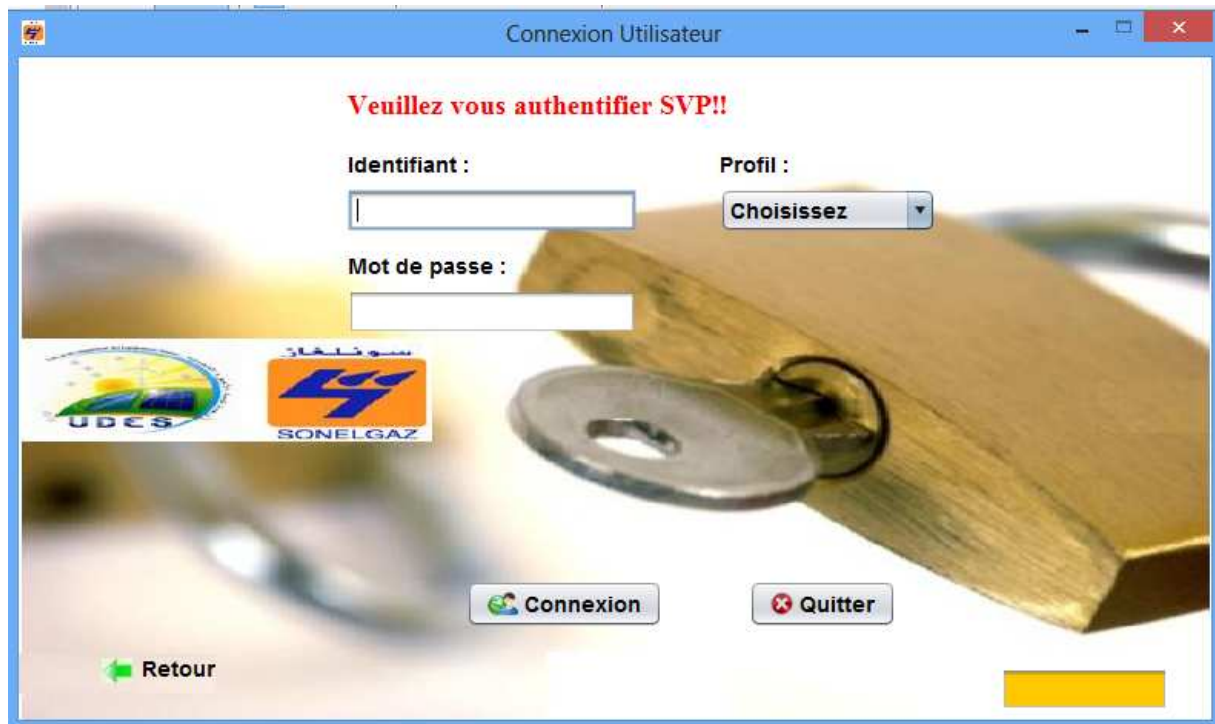 Connexion Utilisateur
Veuillez vous authentifier SVP!!
Identifiant :
Profil :
Choisissez
Mot de passe :
سونلغاز
UDES
SONELGAZ
Connexion
Quitter
Retour